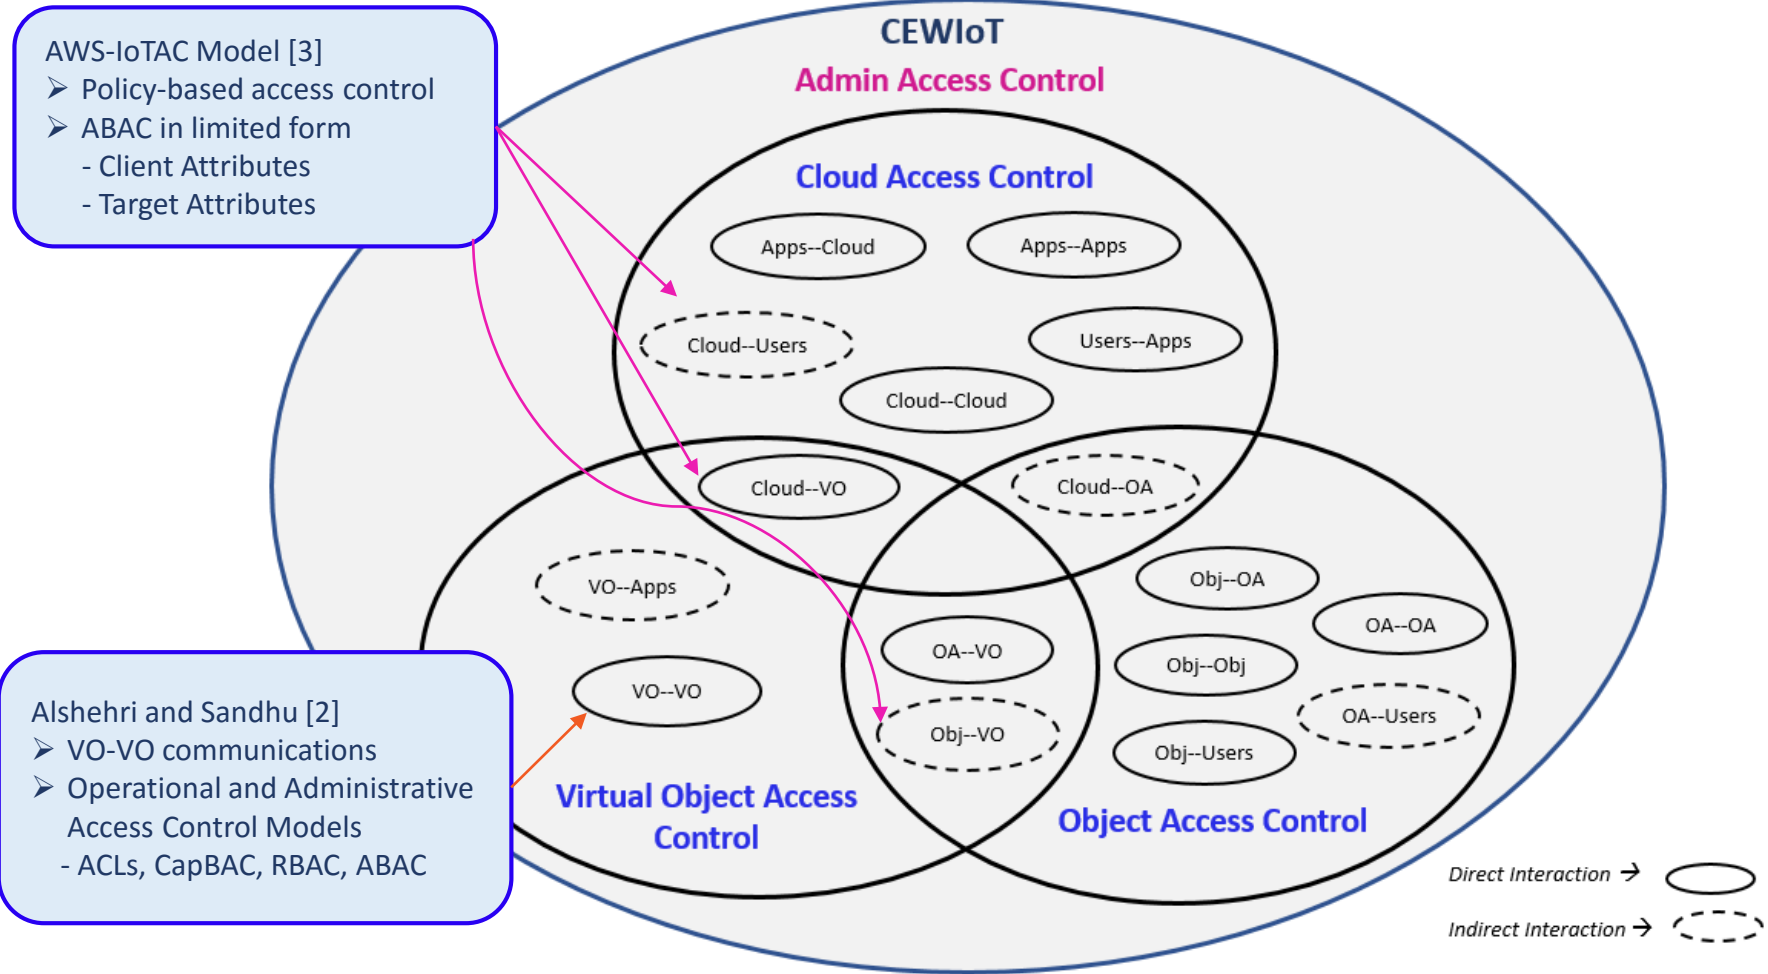 AWS-IoTAC Model [3]
➢ Policy-based access control
➢ ABAC in limited form
- Client Attributes
- Target Attributes
CEWIoT
Admin Access Control
Cloud Access Control
Apps--Cloud
Apps--Apps
Cloud--Users
Users--Apps
Cloud--Cloud
Cloud--VO
Cloud--OA
VO--Apps
VO--VO
OA--VO
Obj--VO
Obj--OA
OA--OA
Obj--Obj
OA--Users
Obj--Users
Virtual Object Access
Control
Object Access Control
Alshehri and Sandhu [2]
➢ VO-VO communications
➢ Operational and Administrative
Access Control Models
- ACLs, CapBAC, RBAC, ABAC
Direct Interaction →
Indirect Interaction →